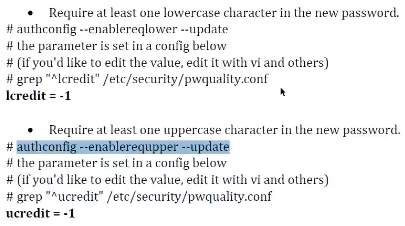 • Require at least one lowercase character in the new password.
# authconfig --enablereqlower --update
# the parameter is set in a config below
# (if you'd like to edit the value, edit it with vi and others)
# grep "^lcredit" /etc/security/pwquality.conf
lcredit = -1
• Require at least one uppercase character in the new password.
# authconfig --enablerequpper --update
# the parameter is set in a config below
# (if you'd like to edit the value, edit it with vi and others)
# grep "^ucredit" /etc/security/pwquality.conf
ucredit = -1